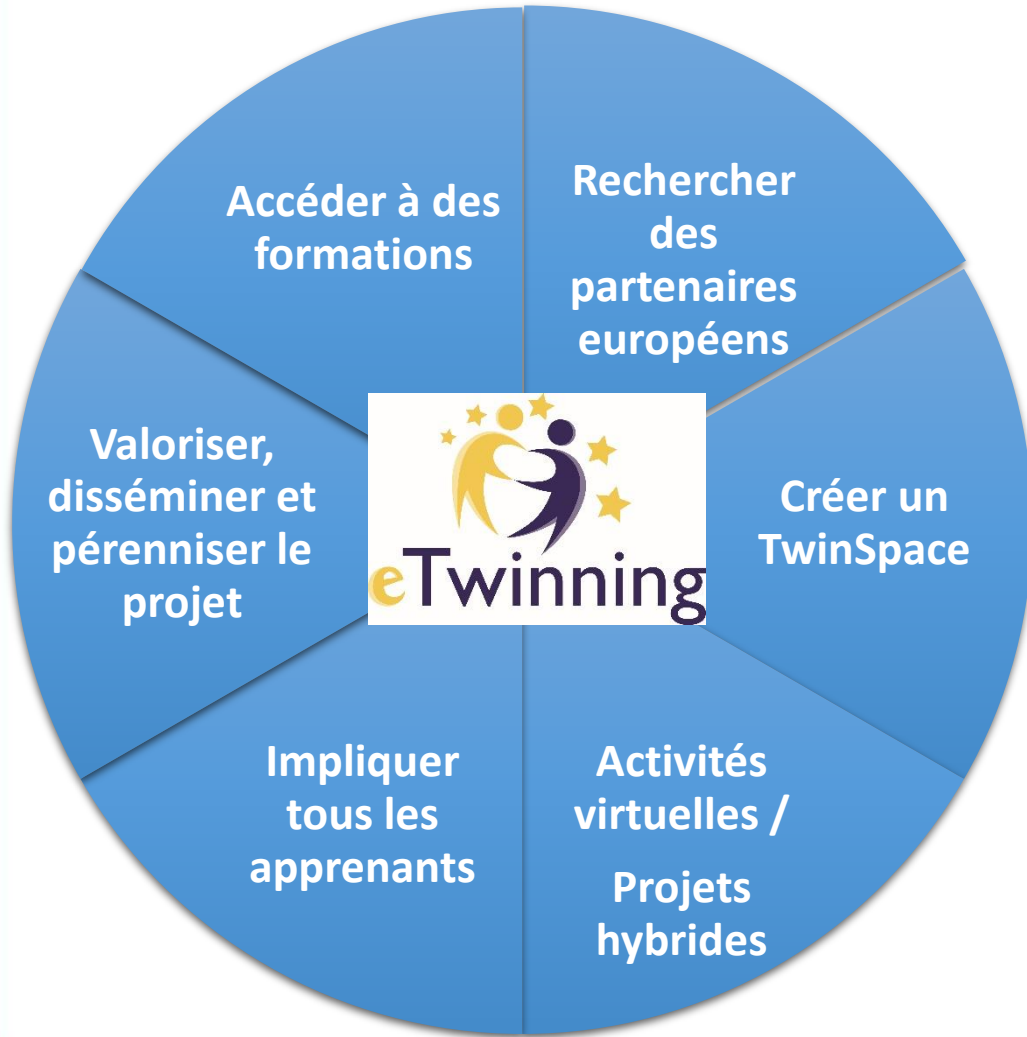 Accéder à des
formations
Rechercher
des
partenaires
européens
Valoriser,
disséminer et
pérenniser le
projet
eTwinning
Créer un
TwinSpace
Impliquer
tous les
apprenants
Activités
virtuelles /
Projets
hybrides